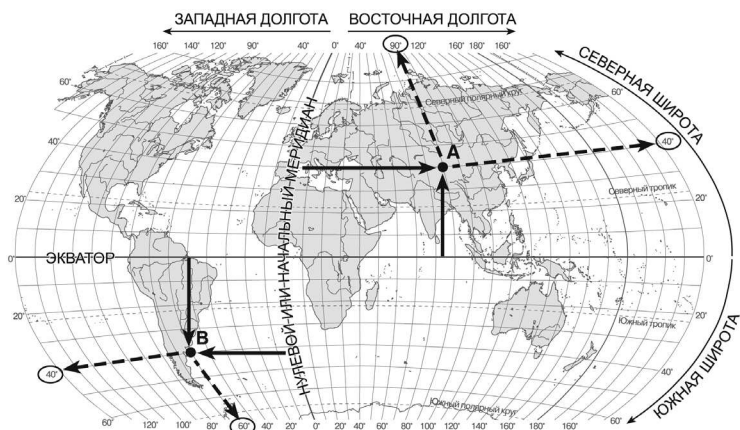 ЗАПАДНАЯ ДОЛГОТА ВОСТОЧНАЯ ДОЛГОТА
160° 140° 120° 90° 40° 0° 40° 90° 120° 160° 180° 160°
СЕВЕРНАЯ ШИРОТА
60° Северный полярный круг 60°
40° А 40°
НУЛЕВОЙ ИЛИ НАЧАЛЬНЫЙ МЕРИДИАН
20° Северный тропик 20°
ЭКВАТОР 0° 0°
20° Южный тропик 20°
В
40° 40°
ЮЖНАЯ ШИРОТА
Южный полярный круг
60° 120° 100° 80° 60° 40° 20° 0° 20° 40° 60° 80° 100° 120° 140° 60°